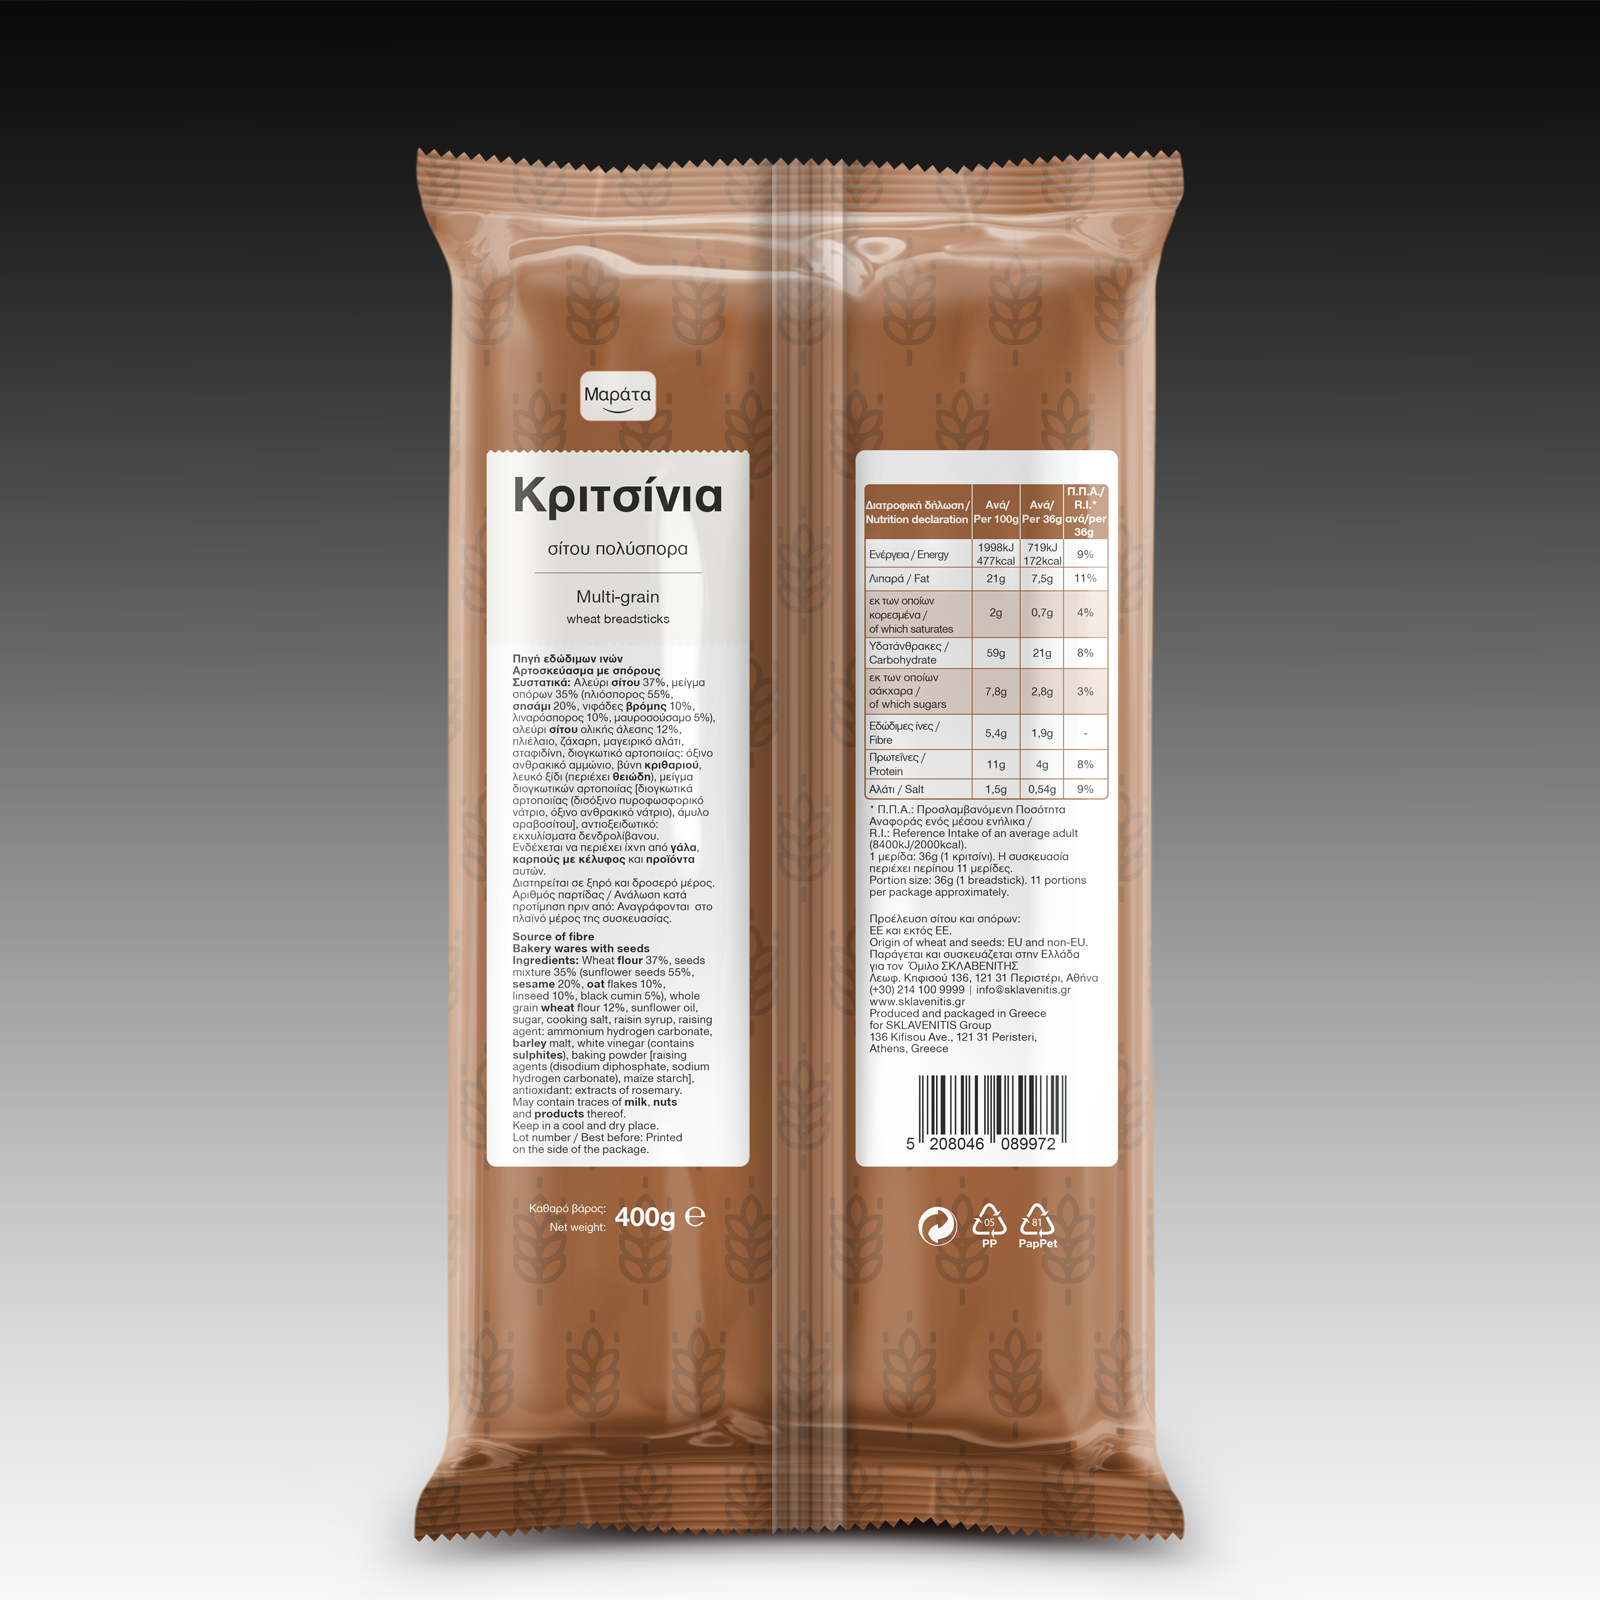 Μαράτα
Κριτσίνια
σίτου πολύσπορα
Multi-grain
wheat breadsticks
Πηγή εδώδιμων ινών
Αρτοσκεύασμα με σπόρους
Συστατικά: Αλεύρι σίτου 37%, μείγμα
σπόρων 35% (ηλιόσπορος 55%,
σησάμι 20%, νιφάδες βρόμης 10%,
λιναρόσπορος 10%, μαυροσούσαμο 5%),
αλεύρι σίτου ολικής άλεσης 12%,
ηλιέλαιο, ζάχαρη, μαγειρικό αλάτι,
σταφιδίνη, διογκωτικό αρτοποιίας: όξινο
ανθρακικό αμμώνιο, βύνη κριθαριού,
λευκό ξίδι (περιέχει θειώδη), μείγμα
διογκωτικών αρτοποιίας [διογκωτικά
αρτοποιίας (δισόξινο πυροφωσφορικό
νάτριο, όξινο ανθρακικό νάτριο), άμυλο
αραβοσίτου], αντιοξειδωτικό:
εκχυλίσματα δενδρολίβανου.
Ενδέχεται να περιέχει ίχνη από γάλα,
καρπούς με κέλυφος και προϊόντα
αυτών.
Διατηρείται σε ξηρό και δροσερό μέρος.
Αριθμός παρτίδας / Ανάλωση κατά
προτίμηση πριν από: Αναγράφονται στο
πλαϊνό μέρος της συσκευασίας.
Source of fibre
Bakery wares with seeds
Ingredients: Wheat flour 37%, seeds
mixture 35% (sunflower seeds 55%,
sesame 20%, oat flakes 10%,
linseed 10%, black cumin 5%), whole
grain wheat flour 12%, sunflower oil,
sugar, cooking salt, raisin syrup, raising
agent: ammonium hydrogen carbonate,
barley malt, white vinegar (contains
sulphites), baking powder [raising
agents (disodium diphosphate, sodium
hydrogen carbonate), maize starch],
antioxidant: extracts of rosemary.
May contain traces of milk, nuts
and products thereof.
Keep in a cool and dry place.
Lot number / Best before: Printed
on the side of the package.
Καθαρό βάρος:
Net weight:
400g ℮
Διατροφική δήλωση / Nutrition declaration Ανά/ Per 100g Ανά/ Per 36g Π.Π.Α./ R.I.* ανά/per 36g
Ενέργεια / Energy 1998kJ 477kcal 719kJ 172kcal 9%
Λιπαρά / Fat 21g 7,5g 11%
εκ των οποίων κορεσμένα / of which saturates 2g 0,7g 4%
Υδατάνθρακες / Carbohydrate 59g 21g 8%
εκ των οποίων σάκχαρα / of which sugars 7,8g 2,8g 3%
Εδώδιμες ίνες / Fibre 5,4g 1,9g -
Πρωτεΐνες / Protein 11g 4g 8%
Αλάτι / Salt 1,5g 0,54g 9%
* Π.Π.Α.: Προσλαμβανόμενη Ποσότητα
Αναφοράς ενός μέσου ενήλικα /
R.I.: Reference Intake of an average adult
(8400kJ/2000kcal).
1 μερίδα: 36g (1 κριτσίνι). Η συσκευασία
περιέχει περίπου 11 μερίδες.
Portion size: 36g (1 breadstick). 11 portions
per package approximately.
Προέλευση σίτου και σπόρων:
ΕΕ και εκτός ΕΕ.
Origin of wheat and seeds: EU and non-EU.
Παράγεται και συσκευάζεται στην Ελλάδα
για τον Όμιλο ΣΚΛΑΒΕΝΙΤΗΣ
Λεωφ. Κηφισού 136, 121 31 Περιστέρι, Αθήνα
(+30) 214 100 9999 | info@sklavenitis.gr
www.sklavenitis.gr
Produced and packaged in Greece
for SKLAVENITIS Group
136 Kifisou Ave., 121 31 Peristeri,
Athens, Greece
5 208046 089972
05 PP
81 PapPet